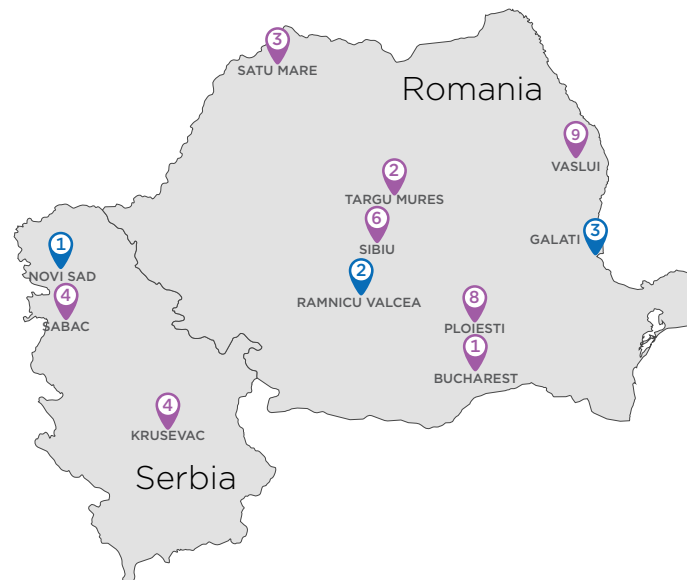 3
SATU MARE
Romania
9
VASLUI
2
TARGU MURES
6
SIBIU
3
GALATI
1
NOVI SAD
2
RAMNICU VALCEA
4
SABAC
8
PLOIESTI
1
BUCHAREST
4
KRUSEVAC
Serbia